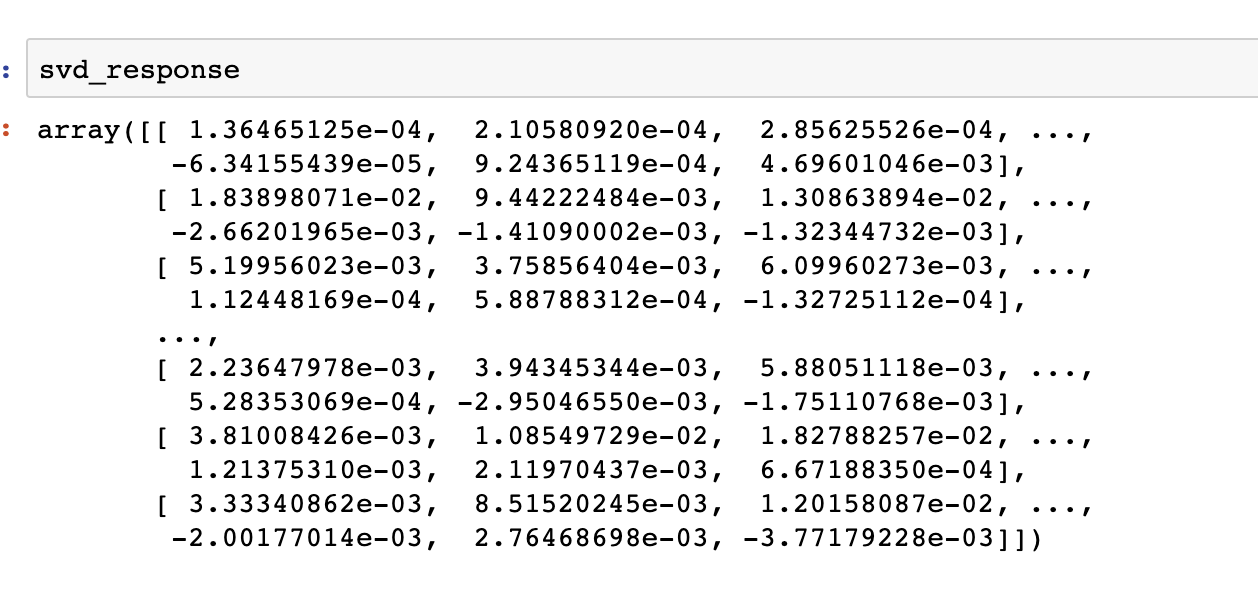 : svd_response
: array([[ 1.36465125e-04,  2.10580920e-04,  2.85625526e-04, ...,
        -6.34155439e-05,  9.24365119e-04,  4.69601046e-03],
       [ 1.83898071e-02,  9.44222484e-03,  1.30863894e-02, ...,
        -2.66201965e-03, -1.41090002e-03, -1.32344732e-03],
       [ 5.19956023e-03,  3.75856404e-03,  6.09960273e-03, ...,
         1.12448169e-04,  5.88788312e-04, -1.32725112e-04],
       ...,
       [ 2.23647978e-03,  3.94345344e-03,  5.88051118e-03, ...,
         5.28353069e-04, -2.95046550e-03, -1.75110768e-03],
       [ 3.81008426e-03,  1.08549729e-02,  1.82788257e-02, ...,
         1.21375310e-03,  2.11970437e-03,  6.67188350e-04],
       [ 3.33340862e-03,  8.51520245e-03,  1.20158087e-02, ...,
        -2.00177014e-03,  2.76468698e-03, -3.77179228e-03]])